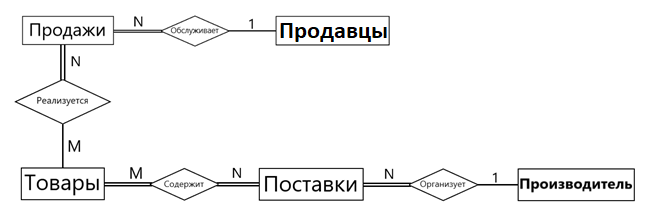 Продажи N Обслуживает 1 Продавцы
N
Реализуется
M
Товары M Содержит N Поставки N Организует 1 Производитель